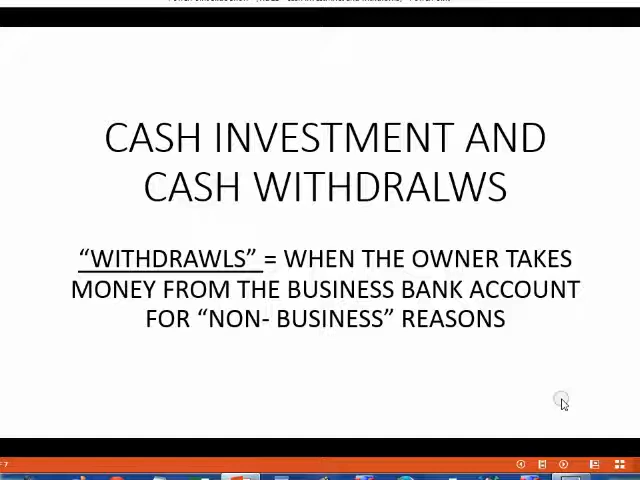 CASH INVESTMENT AND
CASH WITHDRALWS
“WITHDRAWLS” = WHEN THE OWNER TAKES
MONEY FROM THE BUSINESS BANK ACCOUNT
FOR “NON- BUSINESS” REASONS